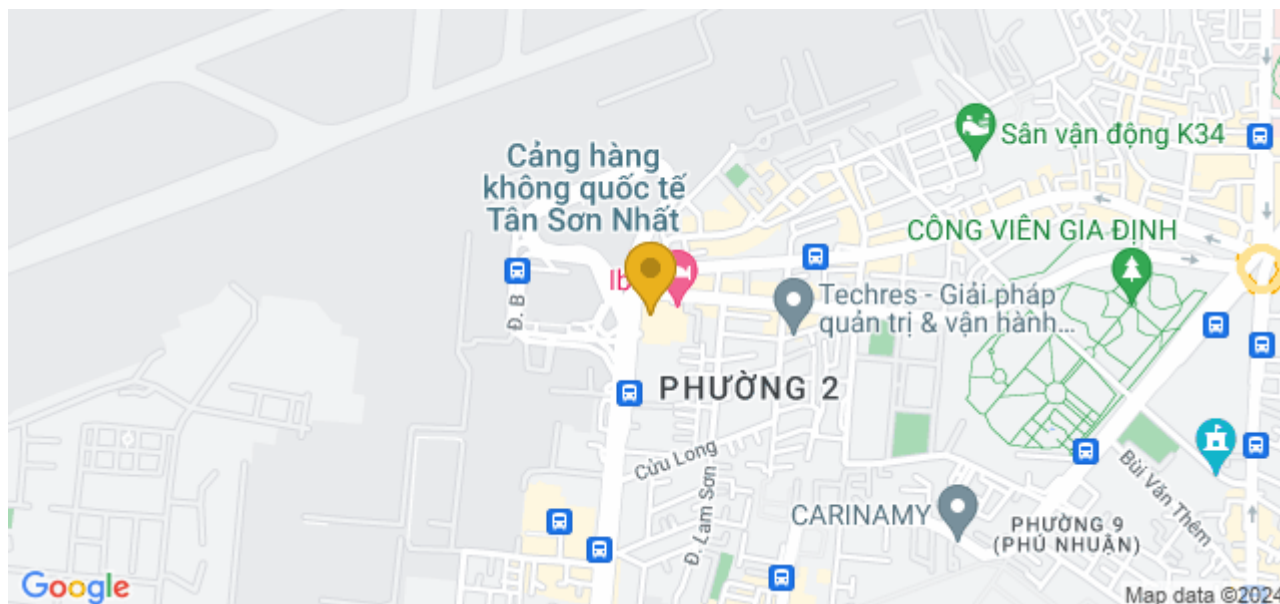 Sân vận động K34
Cảng hàng
không quốc tế
Tân Sơn Nhất
CÔNG VIÊN GIA ĐỊNH
Ib
Đ. B
Techres - Giải pháp
quản trị & vận hành...
PHƯỜNG 2
Cửu Long
Đ. Lam Sơn
Bùi Văn Thêm
CARINAMY
PHƯỜNG 9
(PHÚ NHUẬN)
Google
Map data ©2024